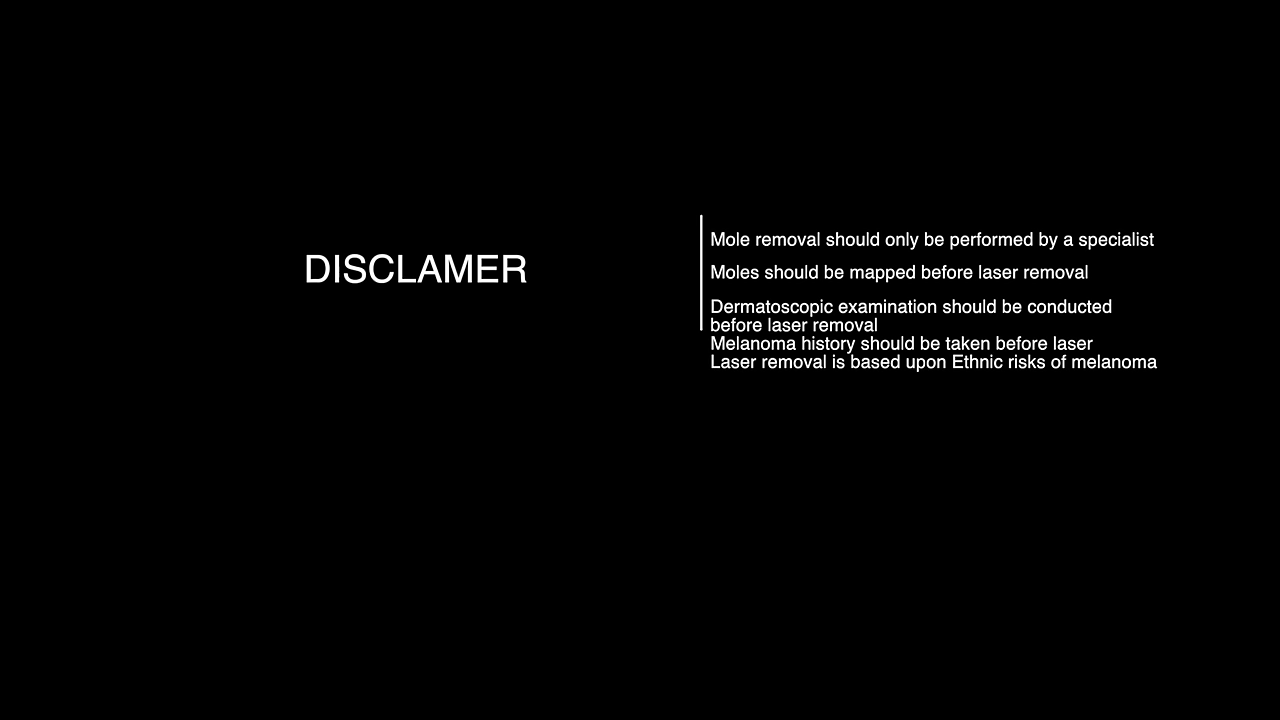 DISCLAMER
Mole removal should only be performed by a specialist
Moles should be mapped before laser removal
Dermatoscopic examination should be conducted
before laser removal
Melanoma history should be taken before laser
Laser removal is based upon Ethnic risks of melanoma